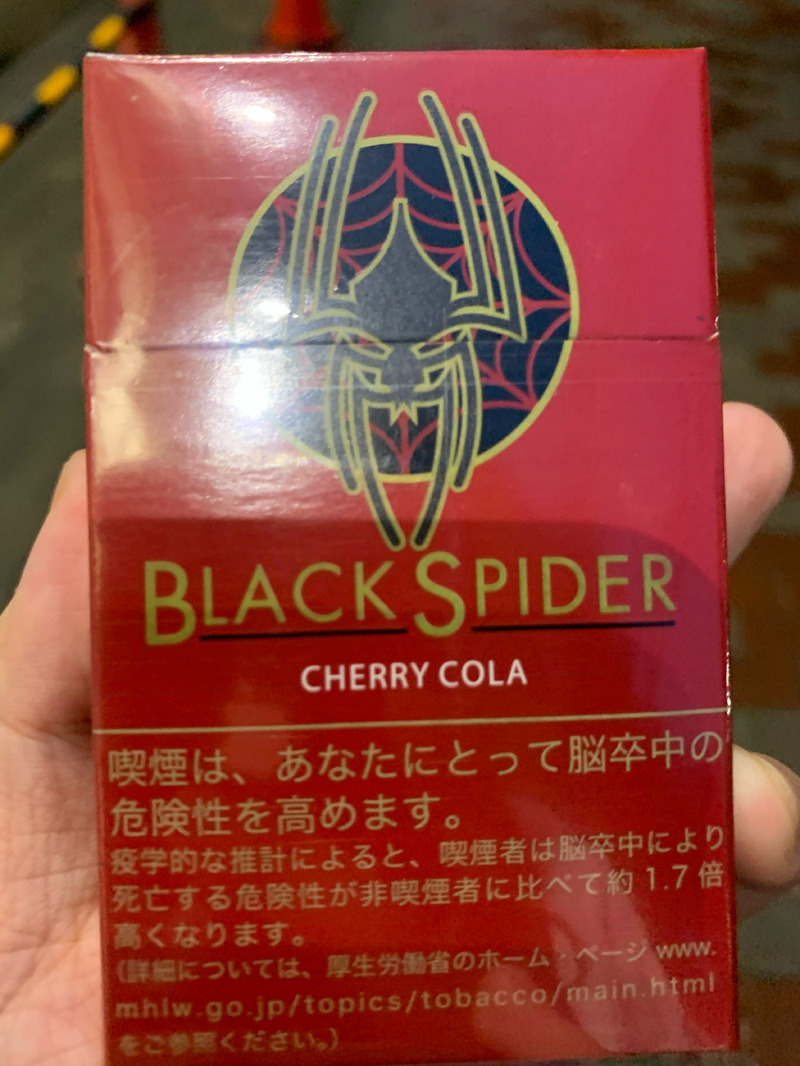 BLACK SPIDER
CHERRY COLA
喫煙は、あなたにとって脳卒中の
危険性を高めます。
疫学的な推計によると、喫煙者は脳卒中により
死亡する危険性が非喫煙者に比べて約1.7倍
高くなります。
(詳細については、厚生労働省のホーム・ページ www.
mhlw.go.jp/topics/tobacco/main.html
をご参照ください。)